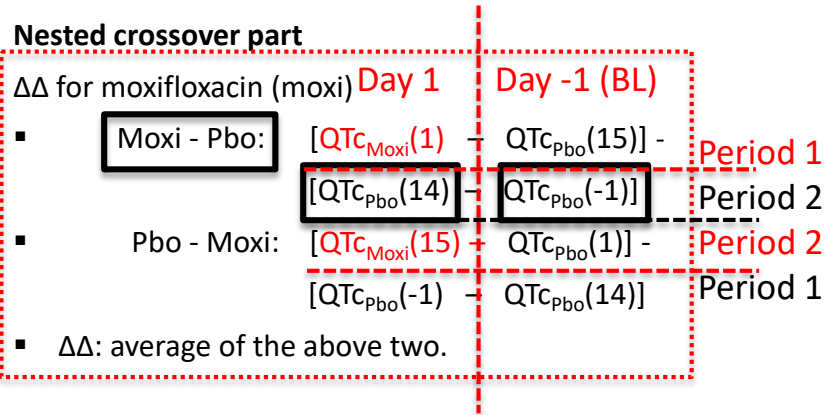 Nested crossover part
ΔΔ for moxifloxacin (moxi) Day 1 Day -1 (BL)
▪ Moxi - Pbo: [QTcMoxi(1) – QTcPbo(15)] - Period 1
[QTcPbo(14) – QTcPbo(-1)] Period 2
▪ Pbo - Moxi: [QTcMoxi(15) – QTcPbo(1)] - Period 2
[QTcPbo(-1) – QTcPbo(14)] Period 1
▪ ΔΔ: average of the above two.